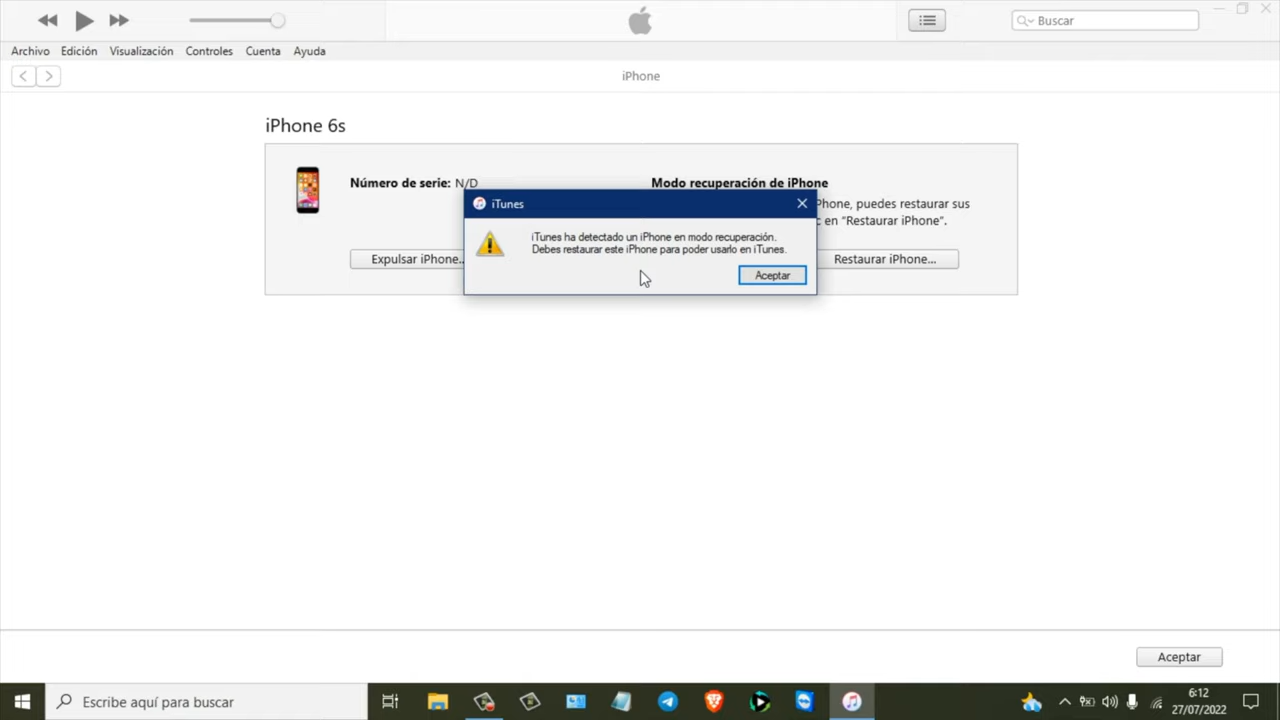 Buscar
Archivo Edición Visualización Controles Cuenta Ayuda
iPhone
iPhone 6s
Número de serie: N/D
Modo recuperación de iPhone
Phone, puedes restaurar sus
c en “Restaurar iPhone”.
Expulsar iPhone..
Restaurar iPhone...
iTunes
iTunes ha detectado un iPhone en modo recuperación.
Debes restaurar este iPhone para poder usarlo en iTunes.
Aceptar
Aceptar
Escribe aquí para buscar
6:12
27/07/2022